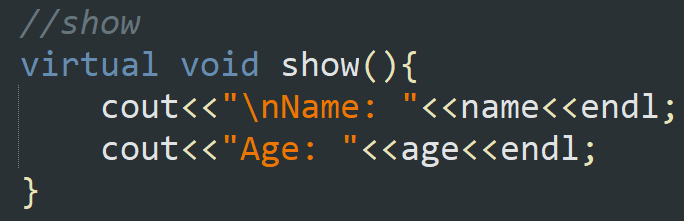 //show
virtual void show(){
    cout<<"\nName: "<<name<<endl;
    cout<<"Age: "<<age<<endl;
}